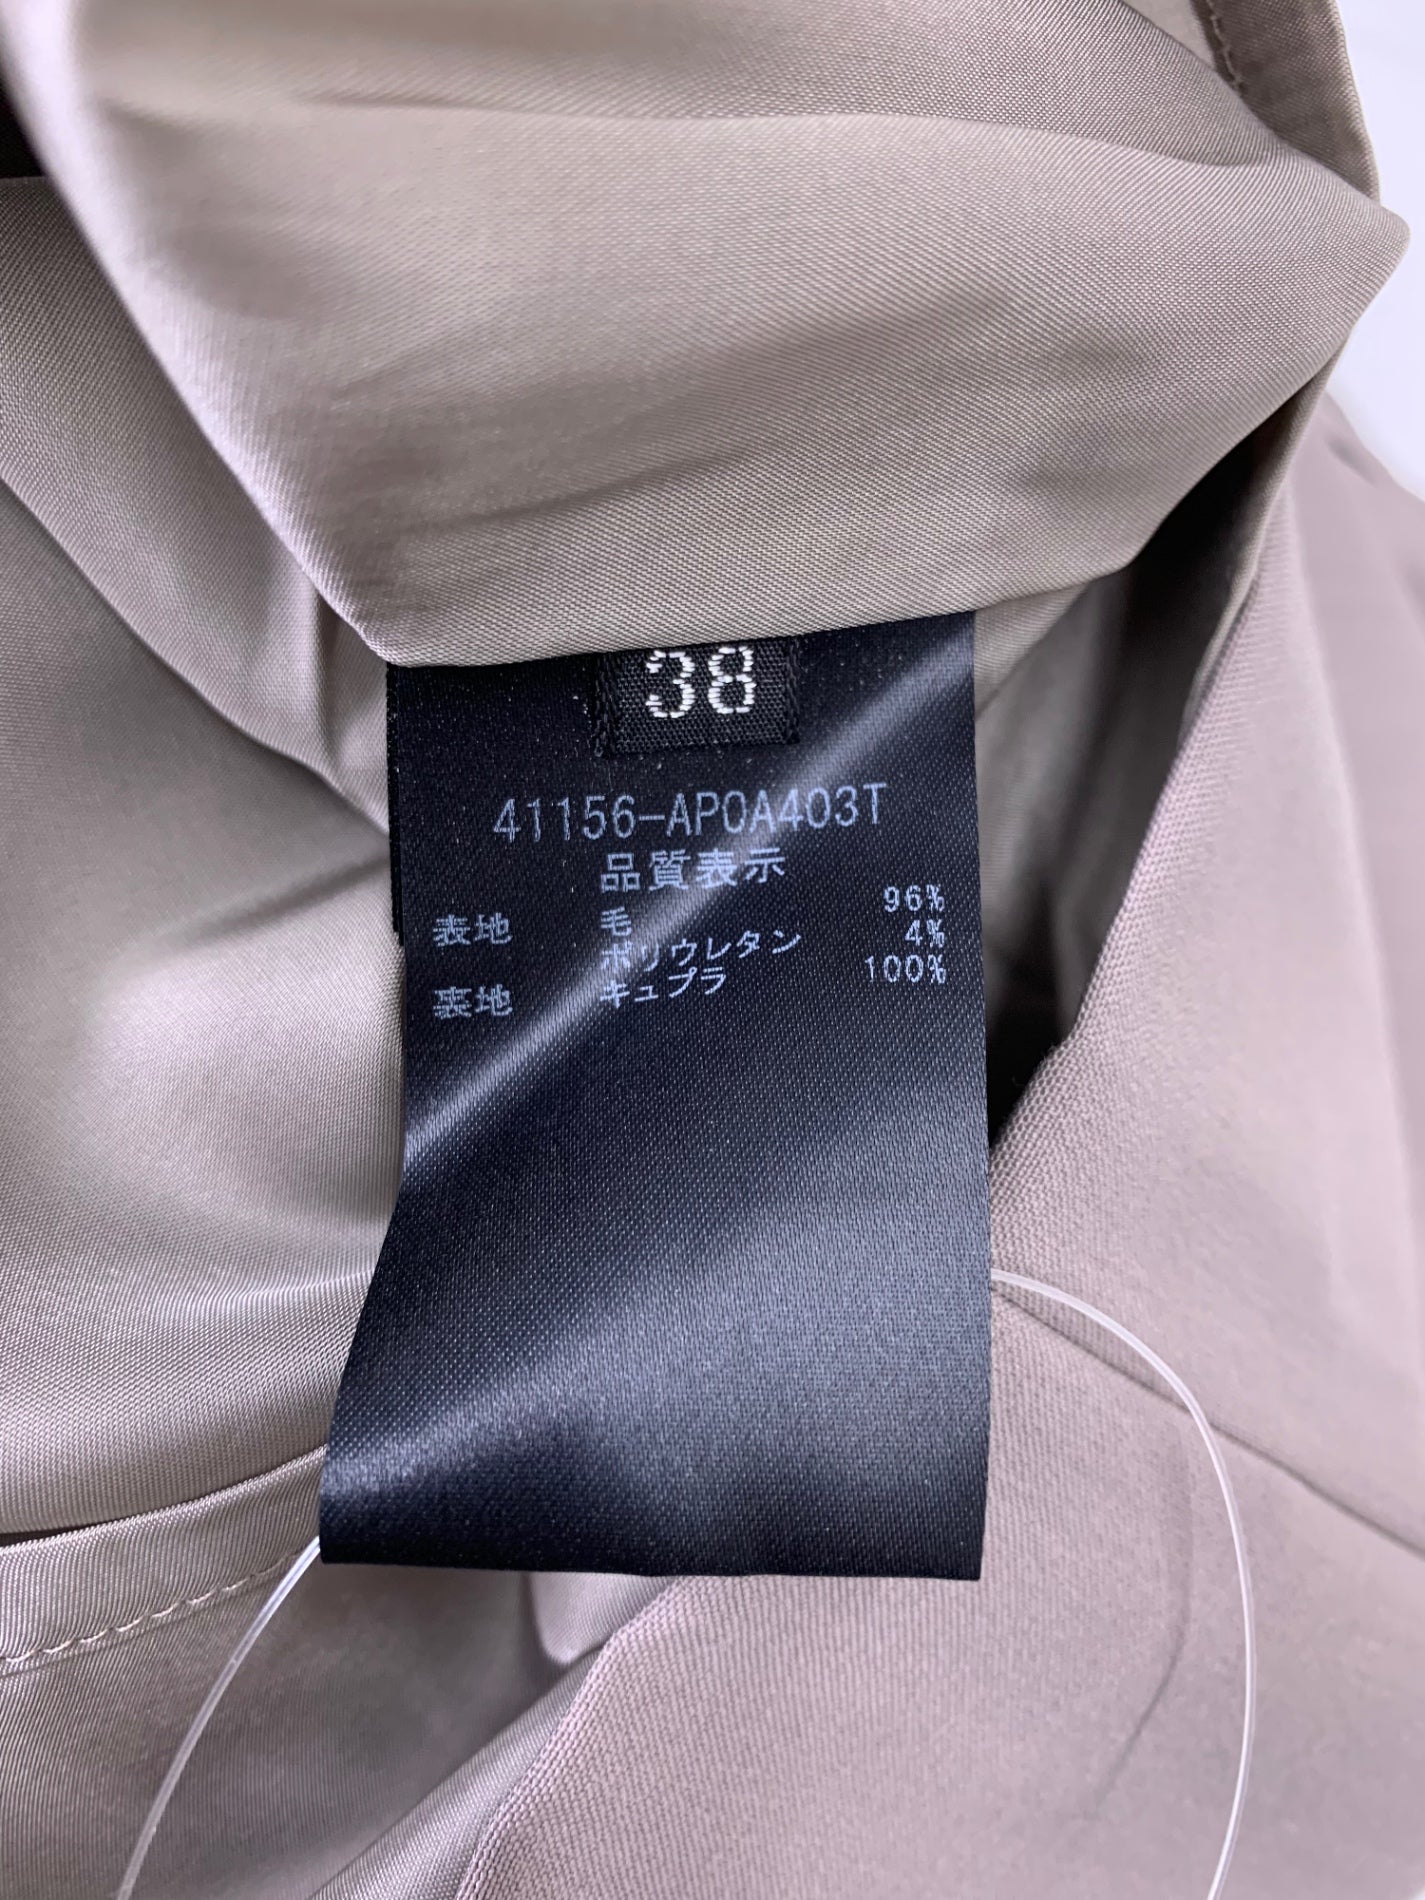 38
41156-AP0A403T
品質表示
表地 毛 96%
ポリウレタン 4%
裏地 キュプラ 100%